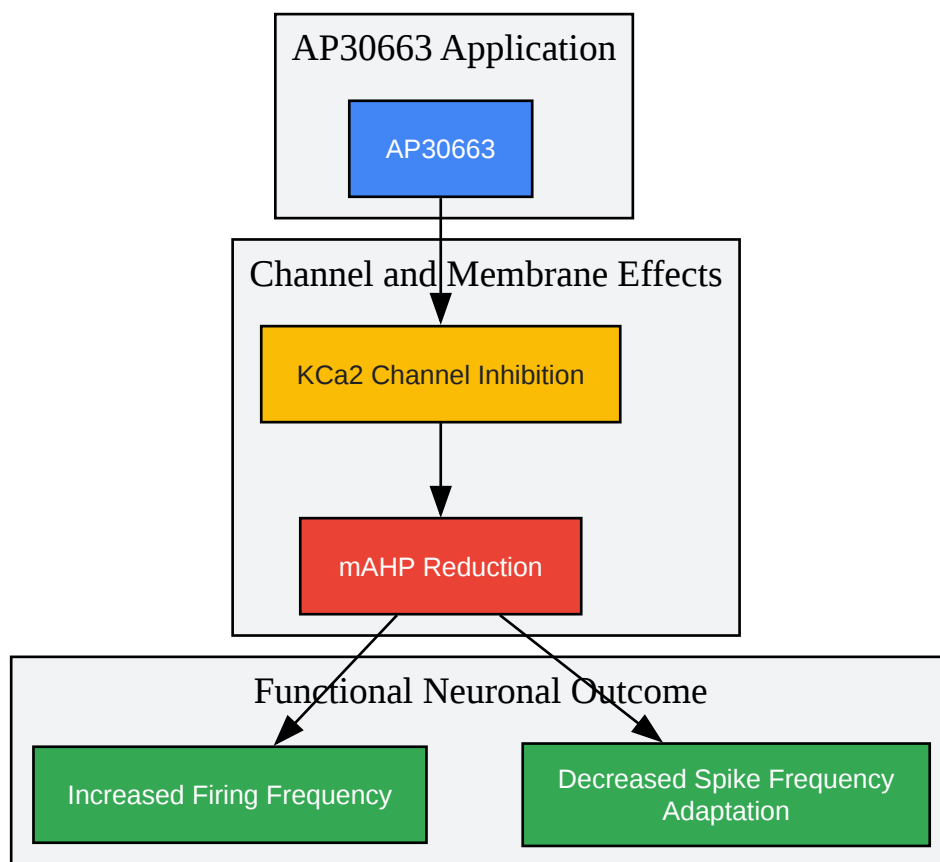 AP30663 Application
AP30663
Channel and Membrane Effects
KCa2 Channel Inhibition
mAHP Reduction
Functional Neuronal Outcome
Increased Firing Frequency
Decreased Spike Frequency
Adaptation